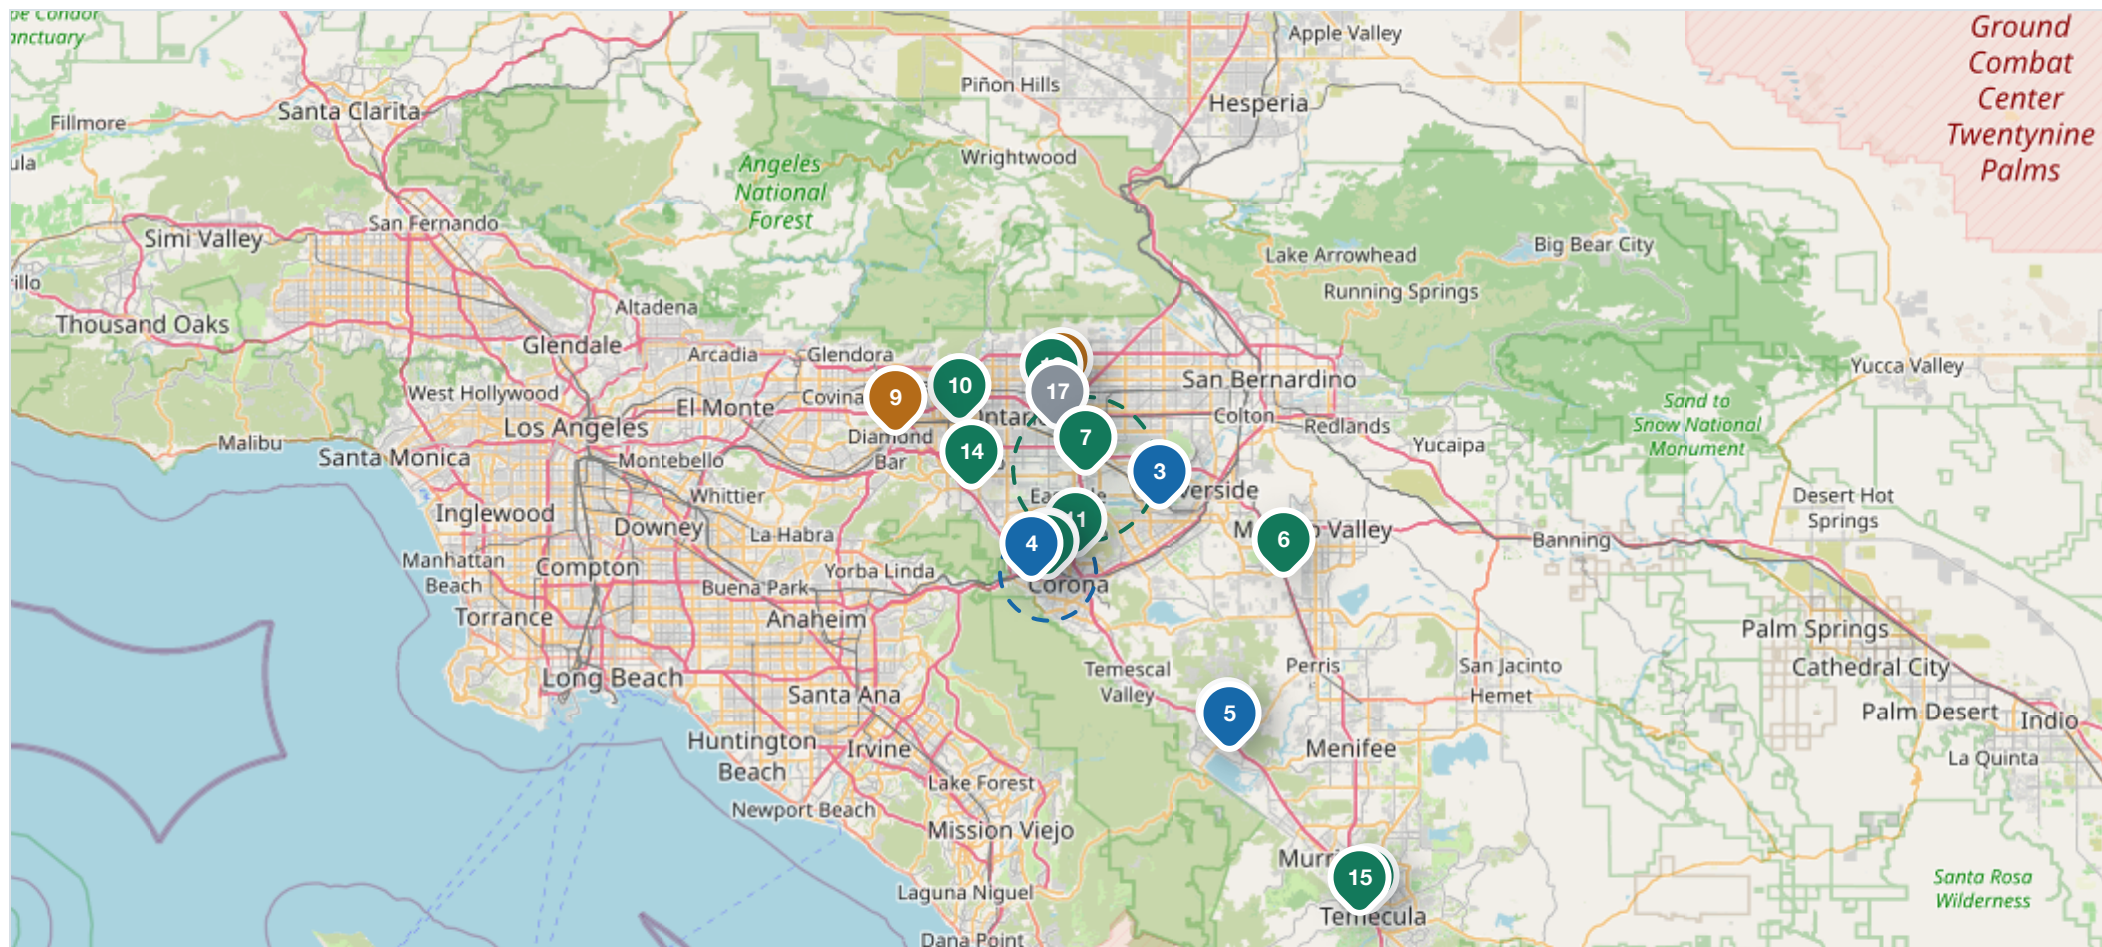 anctuary
Ground
Combat
Center
Twentynine
Palms
Apple Valley
Piñon Hills
Hesperia
Santa Clarita
Fillmore
Wrightwood
Angeles
National
Forest
San Fernando
Simi Valley
Lake Arrowhead
Big Bear City
Running Springs
Altadena
Thousand Oaks
Glendale
Arcadia
Glendora
Yucca Valley
San Bernardino
West Hollywood
El Monte
Covina
9
10
17
Colton
Redlands
Sand to
Snow National
Monument
Los Angeles
Malibu
Diamond
Bar
7
Yucaipa
Santa Monica
Montebello
14
3
Whittier
Desert Hot
Springs
Inglewood
Downey
La Habra
11
4
6
Valley
Banning
Manhattan
Beach
Compton
Buena Park
Yorba Linda
Corona
Torrance
Anaheim
Palm Springs
Cathedral City
Temescal
Valley
Perris
San Jacinto
Hemet
Long Beach
Santa Ana
5
Palm Desert
Indio
Huntington
Beach
Irvine
Menifee
La Quinta
Lake Forest
Newport Beach
Mission Viejo
Murr
15
Temecula
Laguna Niguel
Santa Rosa
Wilderness
Dana Point